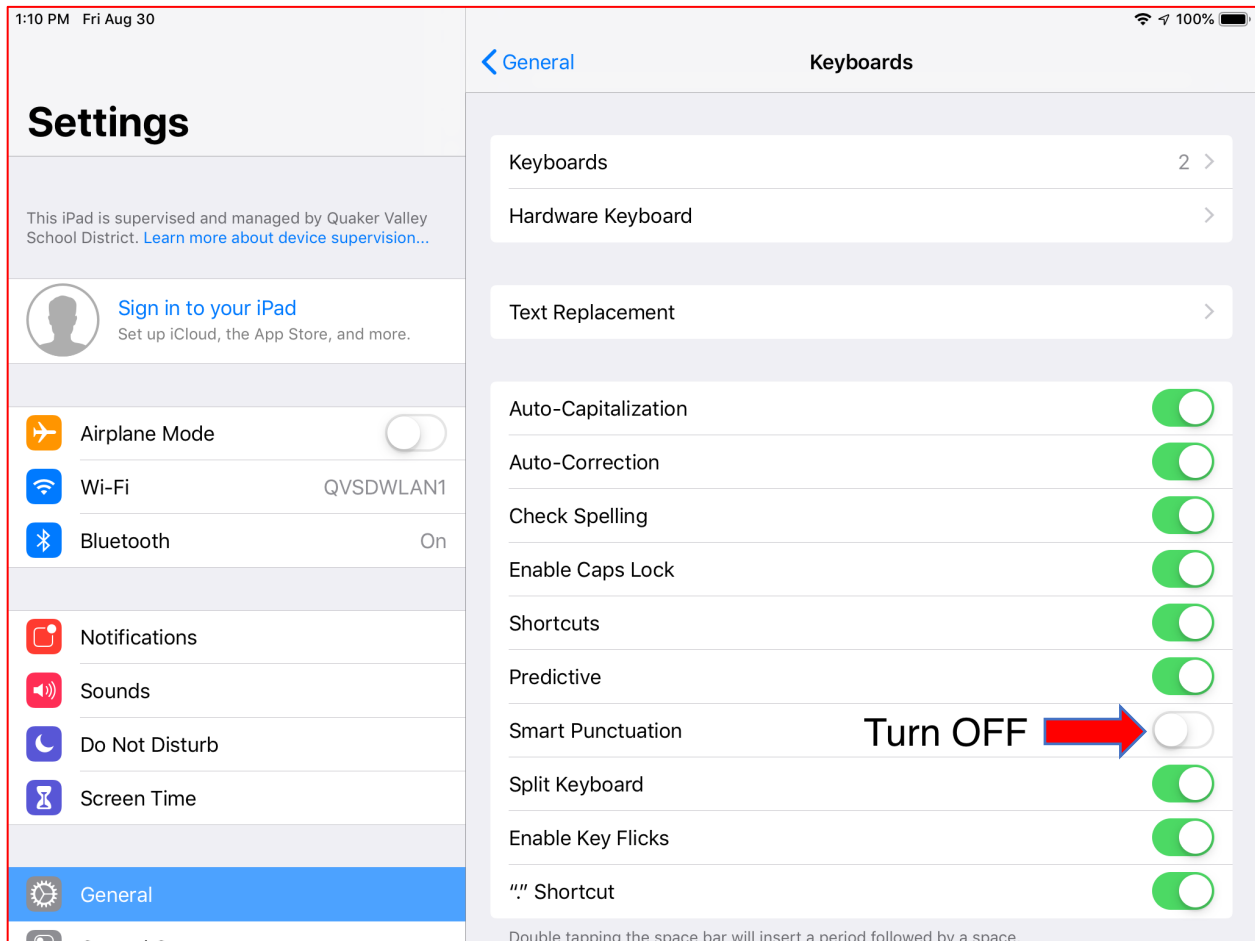 1:10 PM Fri Aug 30
100%
Settings
This iPad is supervised and managed by Quaker Valley
School District. Learn more about device supervision...
Sign in to your iPad
Set up iCloud, the App Store, and more.
Airplane Mode
Wi-Fi QVSDWLAN1
Bluetooth On
Notifications
Sounds
Do Not Disturb
Screen Time
General
General Keyboards
Keyboards 2
Hardware Keyboard
Text Replacement
Auto-Capitalization
Auto-Correction
Check Spelling
Enable Caps Lock
Shortcuts
Predictive
Smart Punctuation Turn OFF
Split Keyboard
Enable Key Flicks
“.” Shortcut
Double tapping the space bar will insert a period followed by a space.